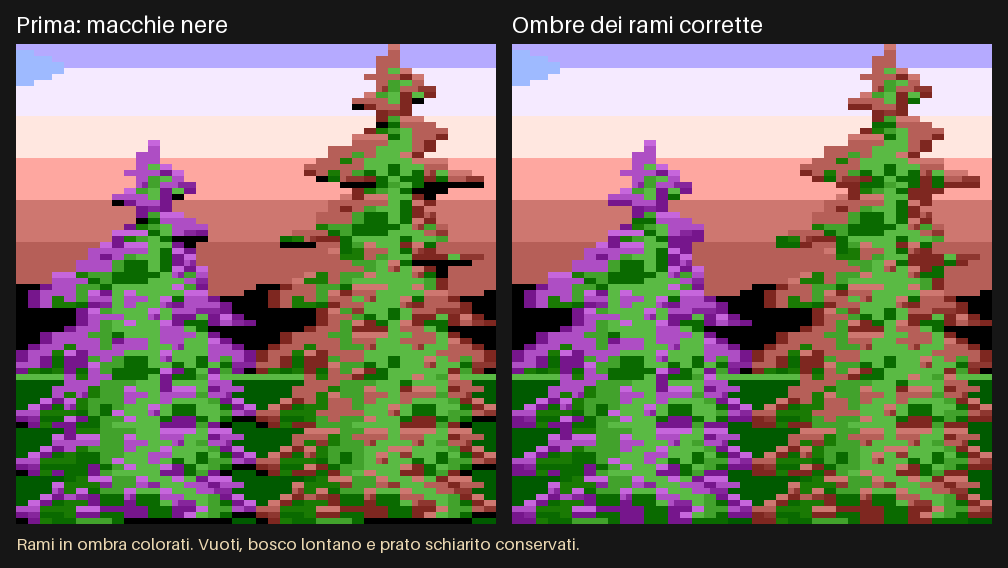 Prima: macchie nere
Ombre dei rami corrette
Rami in ombra colorati. Vuoti, bosco lontano e prato schiarito conservati.